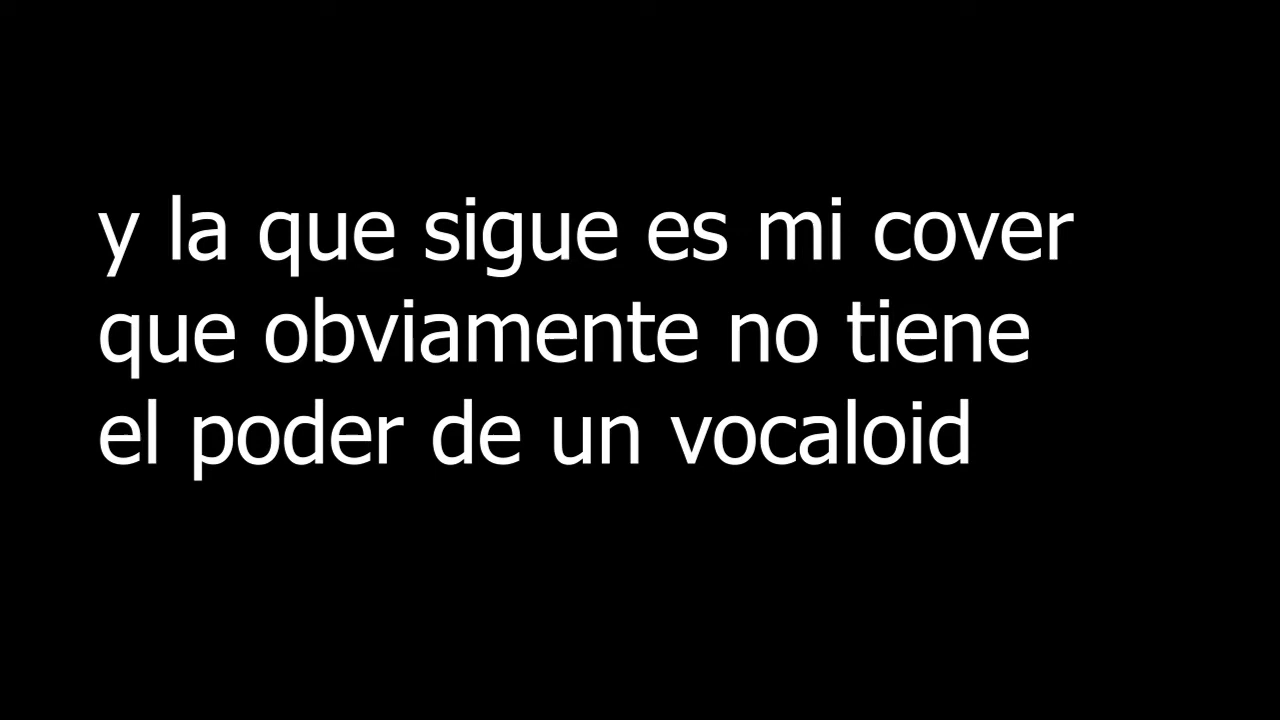 y la que sigue es mi cover
que obviamente no tiene
el poder de un vocaloid